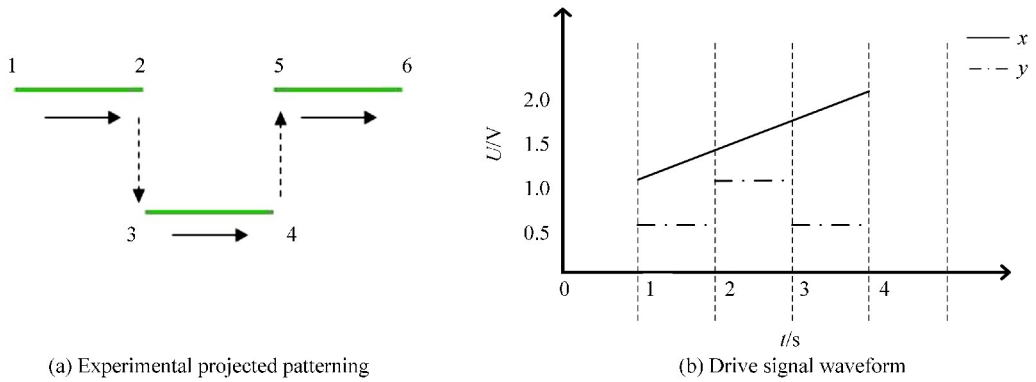 1 2 5 6
3 4
x
y
U/V
2.0
1.5
1.0
0.5
0 1 2 3 4
t/s
(a) Experimental projected patterning
(b) Drive signal waveform